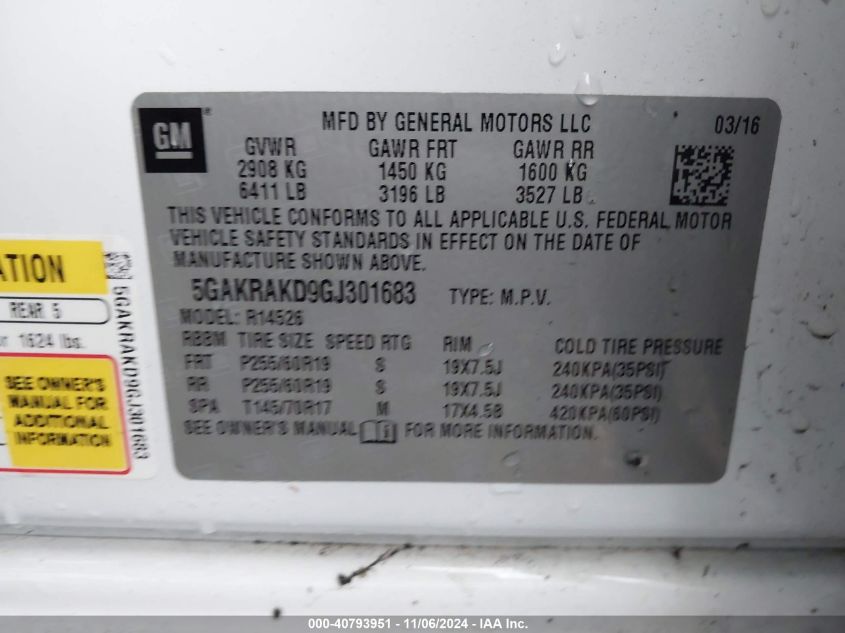 GM
MFD BY GENERAL MOTORS LLC 03/16
GVWR GAWR FRT GAWR RR
2908 KG 1450 KG 1600 KG
6411 LB 3196 LB 3527 LB
THIS VEHICLE CONFORMS TO ALL APPLICABLE U.S. FEDERAL MOTOR
VEHICLE SAFETY STANDARDS IN EFFECT ON THE DATE OF
MANUFACTURE SHOWN ABOVE.
5GAKRAKD9GJ301683 TYPE: M.P.V.
MODEL: R14526
TIRE SIZE SPEED RTG RIM COLD TIRE PRESSURE
FRT P255/60R19 S 19X7.5J 240KPA(35PSI)
RR P255/60R19 S 19X7.5J 240KPA(35PSI)
SPA T145/70R17 M 17X4.5B 420KPA(60PSI)
SEE OWNER'S MANUAL FOR MORE INFORMATION.
ATION
REAR 5
or 1624 lbs.
SEE OWNER'S
MANUAL FOR
ADDITIONAL
INFORMATION
5GAKRAKD9GJ301683
000-40793951 - 11/06/2024 - IAA Inc.